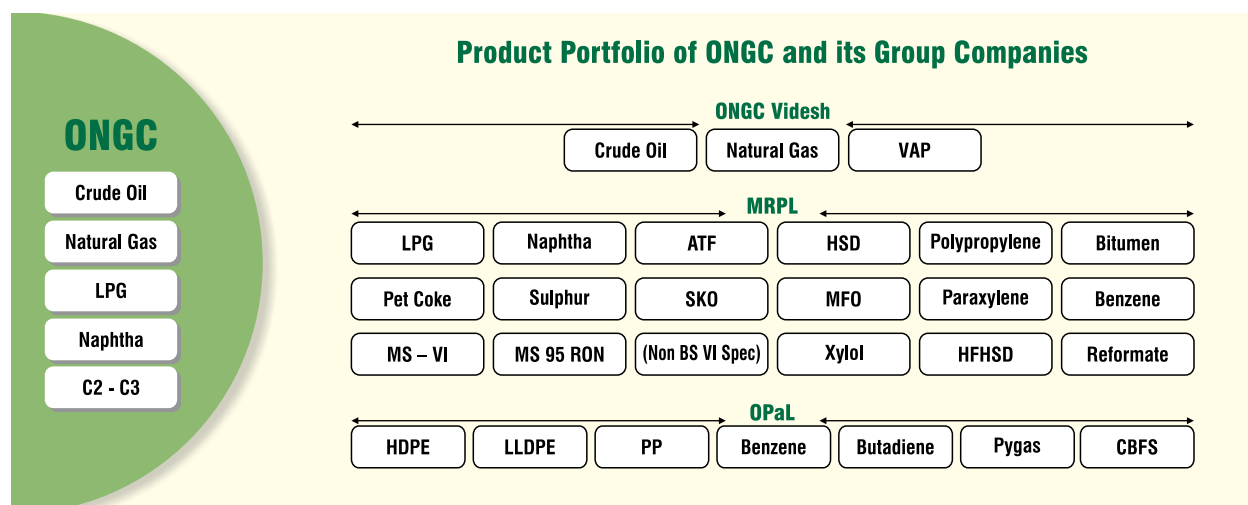 Product Portfolio of ONGC and its Group Companies
ONGC
Crude Oil
Natural Gas
LPG
Naphtha
C2 - C3
ONGC Videsh
Crude Oil
Natural Gas
VAP
MRPL
LPG
Naphtha
ATF
HSD
Polypropylene
Bitumen
Pet Coke
Sulphur
SKO
MFO
Paraxylene
Benzene
MS – VI
MS 95 RON
(Non BS VI Spec)
Xylol
HFHSD
Reformate
OPaL
HDPE
LLDPE
PP
Benzene
Butadiene
Pygas
CBFS